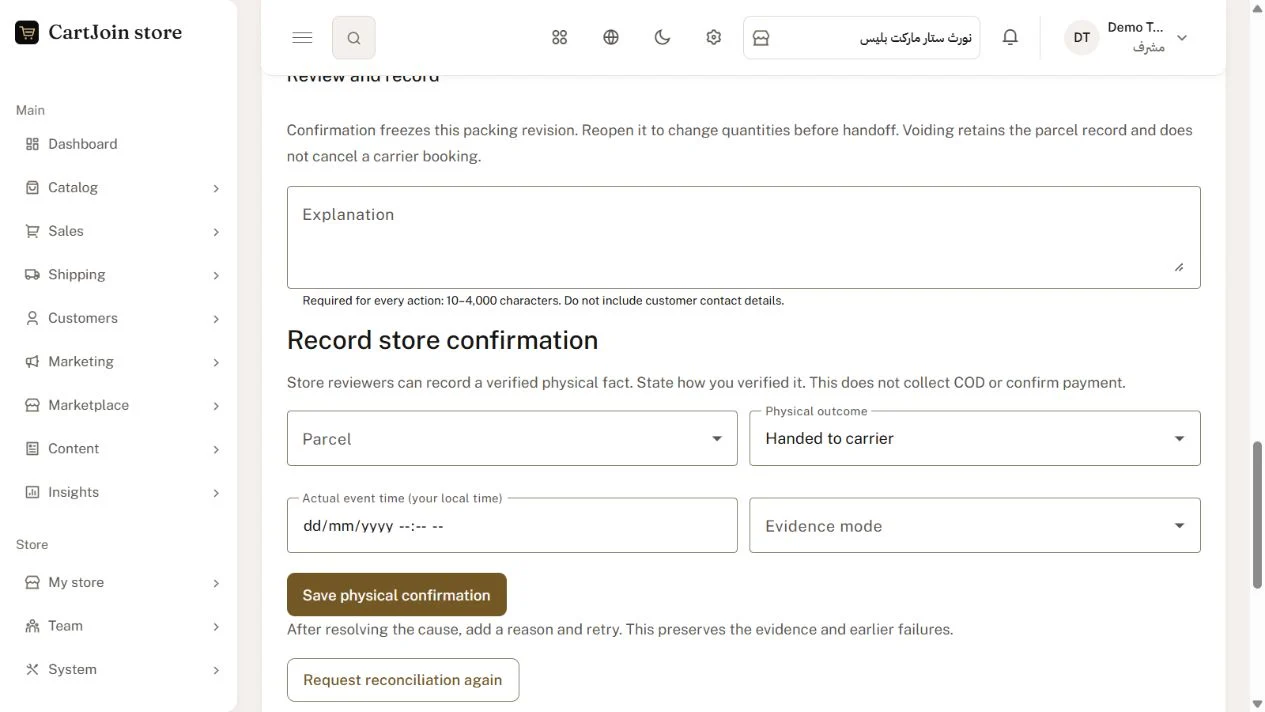 CartJoin store
نورث ستار ماركت بليس
DT
Demo T...
مشرف
Main
Dashboard
Catalog
Sales
Shipping
Customers
Marketing
Marketplace
Content
Insights
Store
My store
Team
System
Review and record
Confirmation freezes this packing revision. Reopen it to change quantities before handoff. Voiding retains the parcel record and does
not cancel a carrier booking.
Explanation
Required for every action: 10–4,000 characters. Do not include customer contact details.
Record store confirmation
Store reviewers can record a verified physical fact. State how you verified it. This does not collect COD or confirm payment.
Parcel
Physical outcome
Handed to carrier
Actual event time (your local time)
dd/mm/yyyy --:-- --
Evidence mode
Save physical confirmation
After resolving the cause, add a reason and retry. This preserves the evidence and earlier failures.
Request reconciliation again